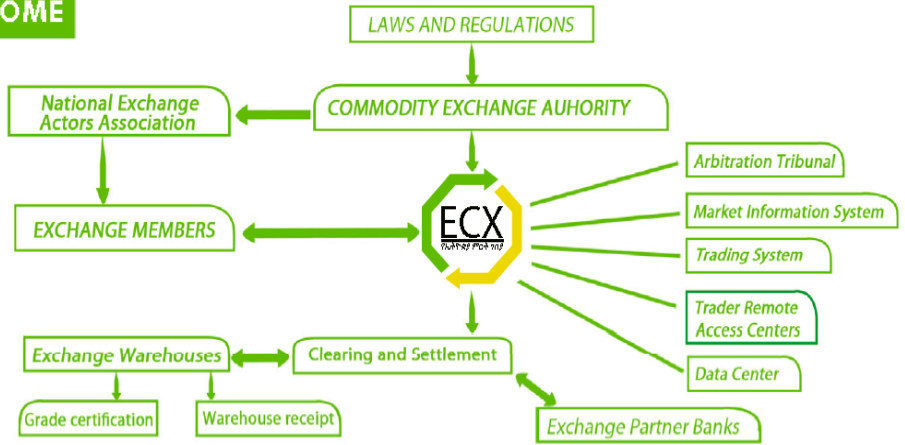 OME
LAWS AND REGULATIONS
National Exchange
Actors Association
COMMODITY EXCHANGE AUHORITY
Arbitration Tribunal
EXCHANGE MEMBERS
ECX
Market Information System
Trading System
Trader Remote
Access Centers
Exchange Warehouses
Clearing and Settlement
Data Center
Grade certification
Warehouse receipt
Exchange Partner Banks